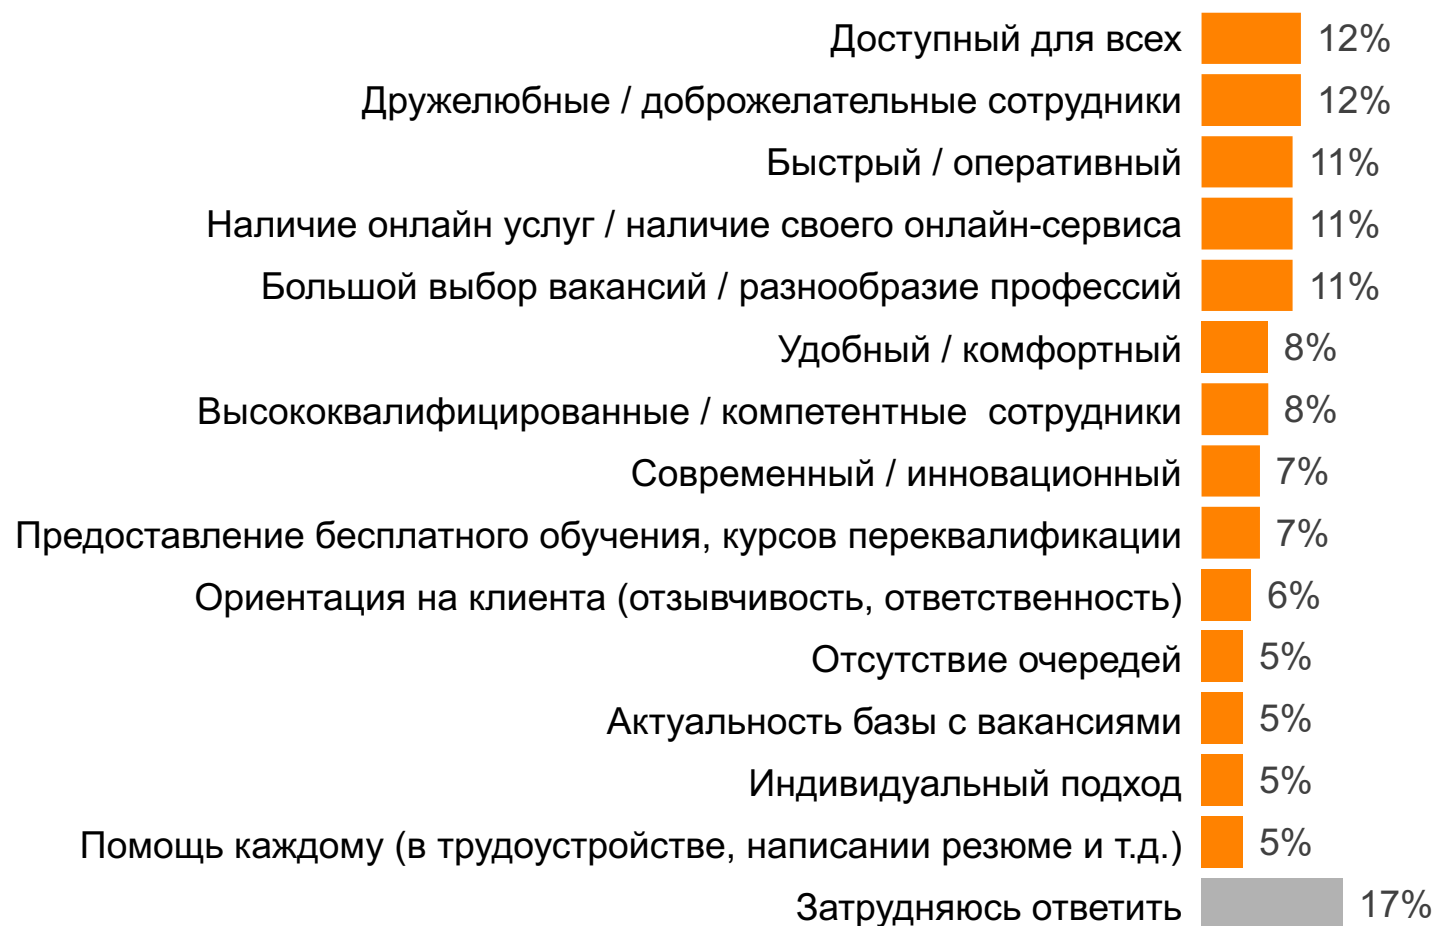 Доступный для всех 12%
Дружелюбные / доброжелательные сотрудники 12%
Быстрый / оперативный 11%
Наличие онлайн услуг / наличие своего онлайн-сервиса 11%
Большой выбор вакансий / разнообразие профессий 11%
Удобный / комфортный 8%
Высококвалифицированные / компетентные  сотрудники 8%
Современный / инновационный 7%
Предоставление бесплатного обучения, курсов переквалификации 7%
Ориентация на клиента (отзывчивость, ответственность) 6%
Отсутствие очередей 5%
Актуальность базы с вакансиями 5%
Индивидуальный подход 5%
Помощь каждому (в трудоустройстве, написании резюме и т.д.) 5%
Затрудняюсь ответить 17%